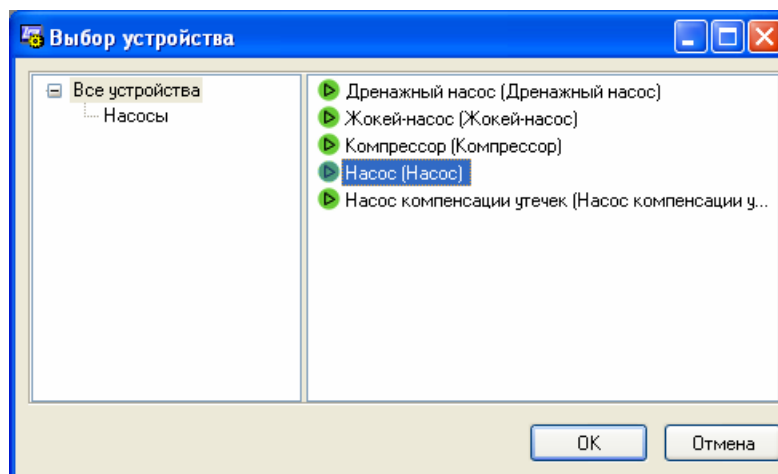 Выбор устройства
Все устройства
Насосы
Дренажный насос (Дренажный насос)
Жокей-насос (Жокей-насос)
Компрессор (Компрессор)
Насос (Насос)
Насос компенсации утечек (Насос компенсации у...
OK
Отмена